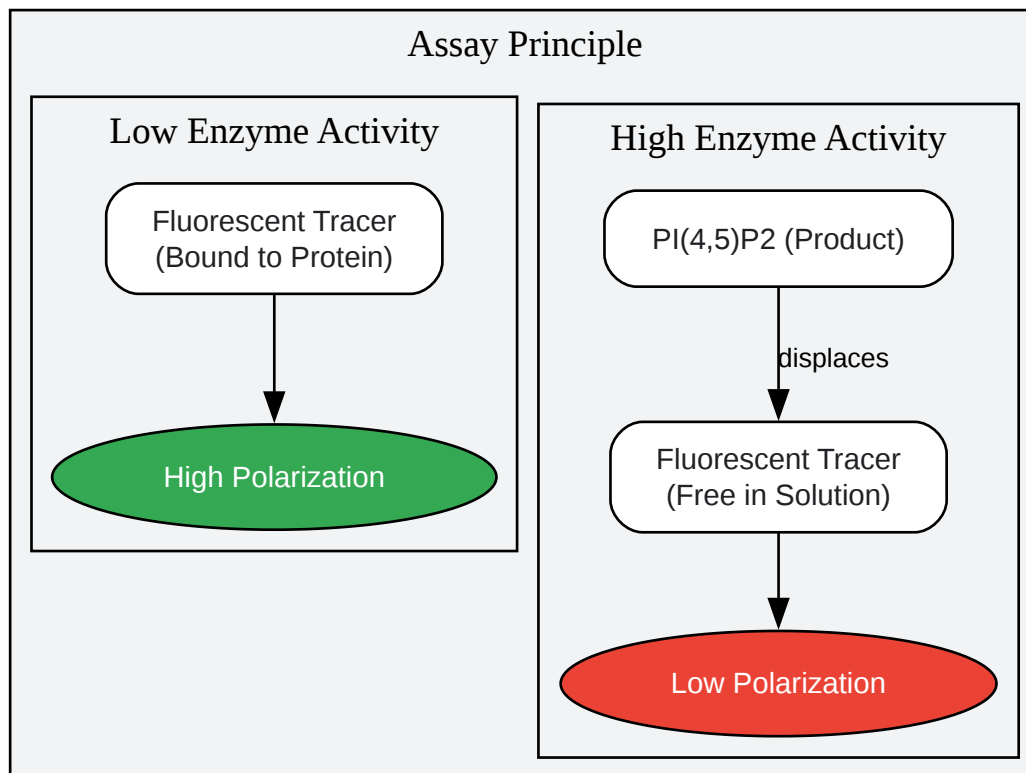 Assay Principle
Low Enzyme Activity
Fluorescent Tracer
(Bound to Protein)
High Polarization
High Enzyme Activity
PI(4,5)P2 (Product)
displaces
Fluorescent Tracer
(Free in Solution)
Low Polarization